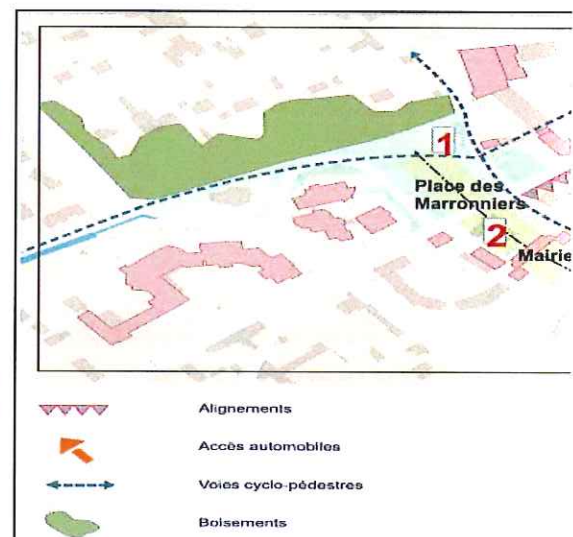 1
Place des
Marronniers
2
Mairie
Alignements
Accès automobiles
Voies cyclo-pédestres
Boisements